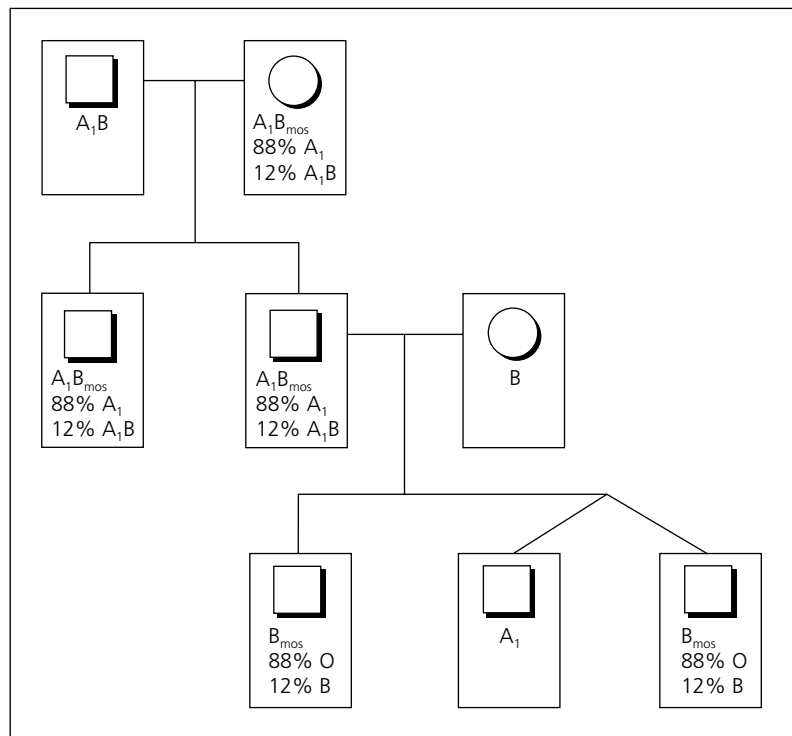 A₁B
A₁Bₘₒₛ
88% A₁
12% A₁B
A₁Bₘₒₛ
88% A₁
12% A₁B
A₁Bₘₒₛ
88% A₁
12% A₁B
B
Bₘₒₛ
88% O
12% B
A₁
Bₘₒₛ
88% O
12% B